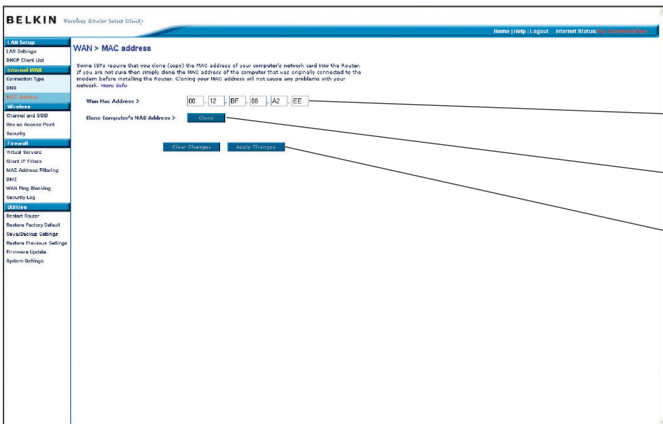 BELKIN Wireless Router Setup Utility
Home | Help | Logout Internet Status:
LAN Setup
LAN Settings
DHCP Client List
Internet WAN
Connection Type
DNS
MAC Address
Wireless
Channel and SSID
Use as Access Point
Security
Firewall
Virtual Servers
Client IP Filters
MAC Address Filtering
DMZ
WAN Ping Blocking
Security Log
Utilities
Restart Router
Restore Factory Default
Save/Backup Settings
Restore Previous Settings
Firmware Update
System Settings
WAN > MAC address
Some ISPs require that you clone (copy) the MAC address of your computer's network card into the Router.
If you are not sure then simply clone the MAC address of the computer that was originally connected to the
modem before installing the Router. Cloning your MAC address will not cause any problems with your
network. More Info
Wan Mac Address > 00 . 12 . BF . 08 . A2 . EE
Clone Computer's MAC Address > Clone
Clear Changes Apply Changes